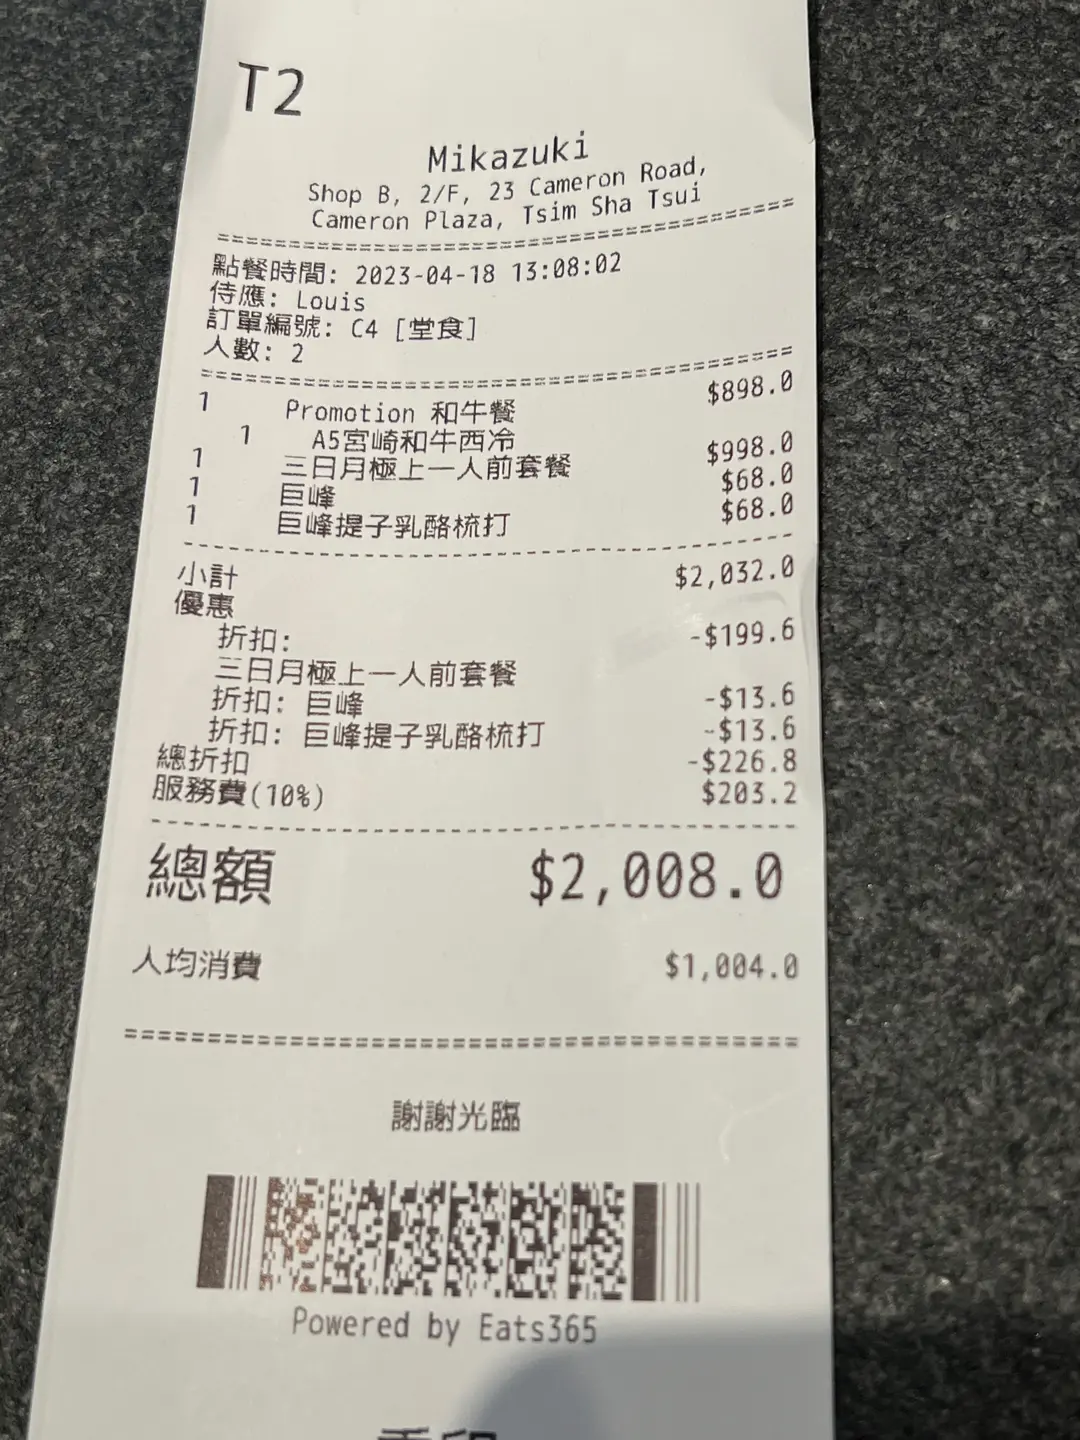 T2
Mikazuki
Shop B, 2/F, 23 Cameron Road,
Cameron Plaza, Tsim Sha Tsui
點餐時間: 2023-04-18 13:08:02
侍應: Louis
訂單編號: C4 [堂食]
人數: 2
1 Promotion 和牛餐 $898.0
1 A5宮崎和牛西冷
1 三日月極上一人前套餐 $998.0
1 巨峰 $68.0
1 巨峰提子乳酪梳打 $68.0
小計 $2,032.0
優惠
折扣: -$199.6
三日月極上一人前套餐
折扣: 巨峰 -$13.6
折扣: 巨峰提子乳酪梳打 -$13.6
總折扣 -$226.8
服務費(10%) $203.2
總額 $2,008.0
人均消費 $1,004.0
謝謝光臨
Powered by Eats365